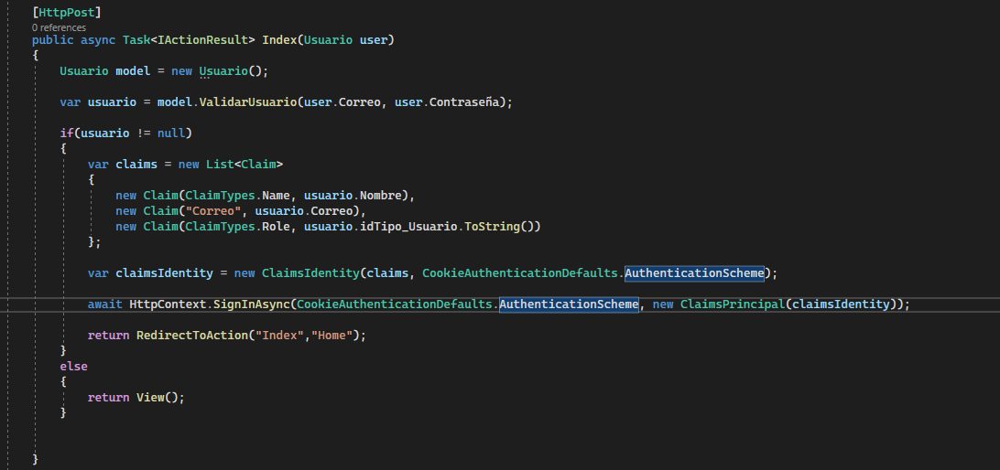 [HttpPost]
0 references
public async Task<IActionResult> Index(Usuario user)
{
Usuario model = new Usuario();
var usuario = model.ValidarUsuario(user.Correo, user.Contraseña);
if(usuario != null)
{
var claims = new List<Claim>
{
new Claim(ClaimTypes.Name, usuario.Nombre),
new Claim("Correo", usuario.Correo),
new Claim(ClaimTypes.Role, usuario.idTipo_Usuario.ToString())
};
var claimsIdentity = new ClaimsIdentity(claims, CookieAuthenticationDefaults.AuthenticationScheme);
await HttpContext.SignInAsync(CookieAuthenticationDefaults.AuthenticationScheme, new ClaimsPrincipal(claimsIdentity));
return RedirectToAction("Index","Home");
}
else
{
return View();
}
}